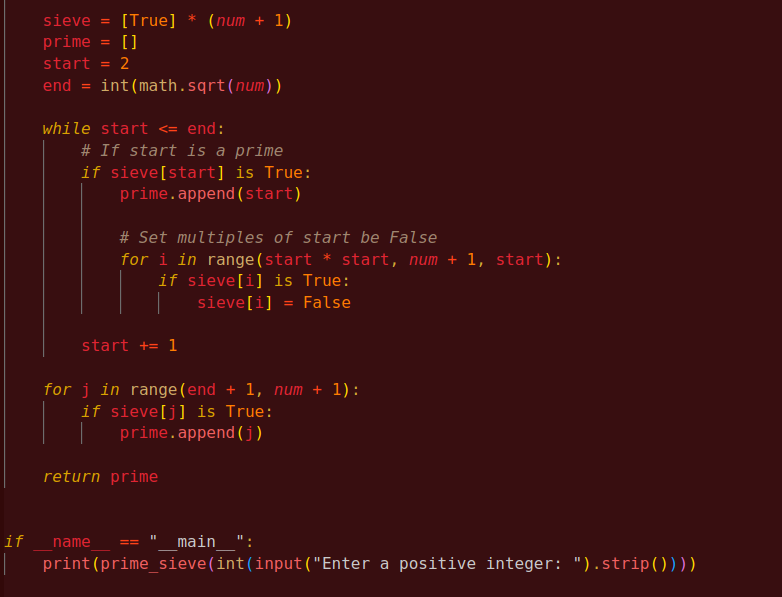 sieve = [True] * (num + 1)
prime = []
start = 2
end = int(math.sqrt(num))
while start <= end:
# If start is a prime
if sieve[start] is True:
prime.append(start)
# Set multiples of start be False
for i in range(start * start, num + 1, start):
if sieve[i] is True:
sieve[i] = False
start += 1
for j in range(end + 1, num + 1):
if sieve[j] is True:
prime.append(j)
return prime
if __name__ == "__main__":
print(prime_sieve(int(input("Enter a positive integer: ").strip())))